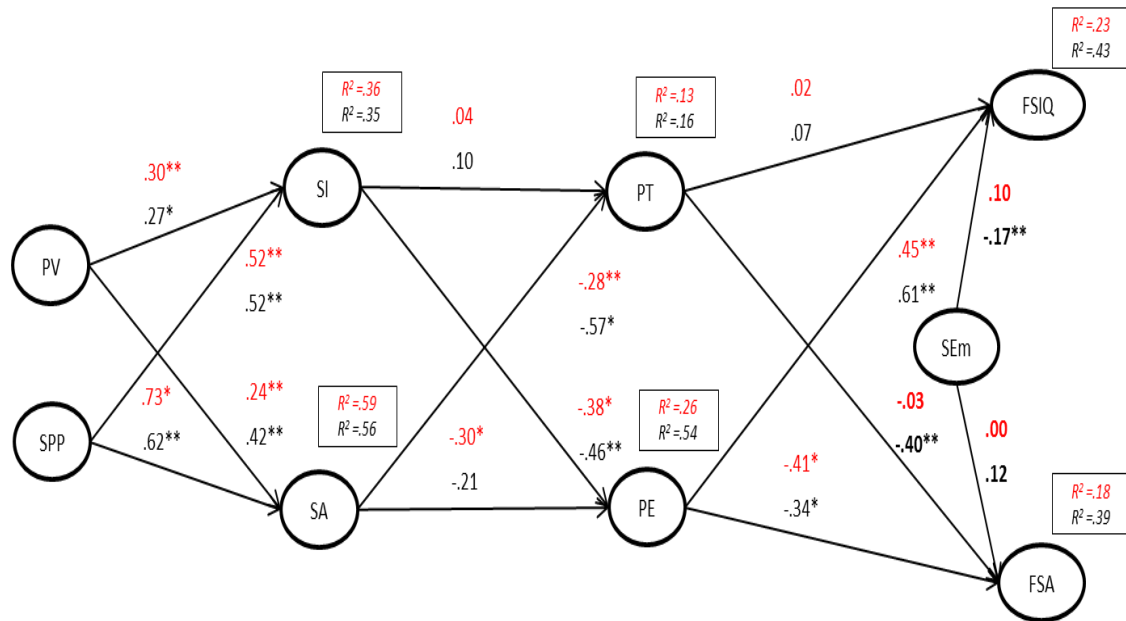 R² =.23
R² =.43
FSIQ
R² =.36
R² =.35
R² =.13
R² =.16
.02
.07
.04
.10
.30**
.27*
SI
PT
.10
-.17**
PV
.52**
.52**
-.28**
-.57*
.45**
.61**
SEm
.73*
.62**
.24**
.42**
R² =.59
R² =.56
-.30*
-.21
-.38*
-.46**
R² =.26
R² =.54
-.03
-.40**
.00
.12
SPP
SA
PE
-.41*
-.34*
R² =.18
R² =.39
FSA